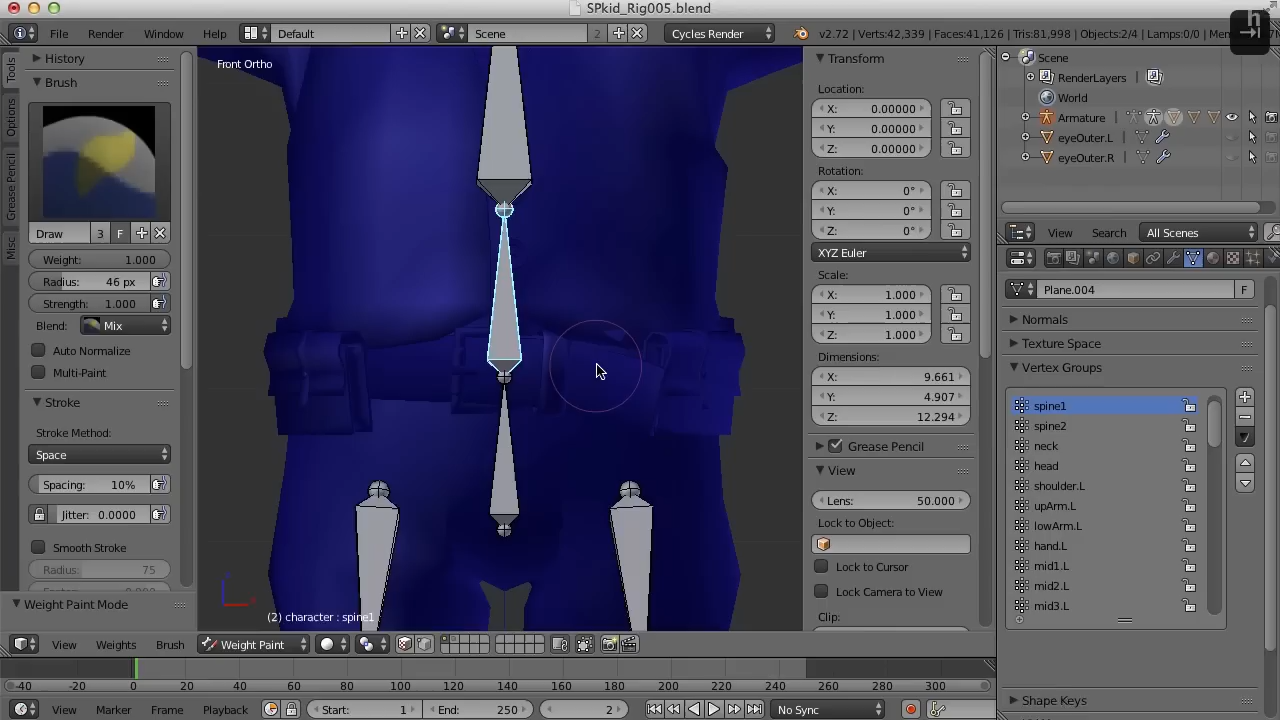 SPkid_Rig005.blend
File Render Window Help Default Scene 2 Cycles Render v2.72 | Verts:42,339 | Faces:41,126 | Tris:81,998 | Objects:2/4 | Lamps:0/0 |
h
Tools
Options
Grease Pencil
Misc
History
Brush
Draw 3 F
Weight: 1.000
Radius: 46 px
Strength: 1.000
Blend: Mix
Auto Normalize
Multi-Paint
Stroke
Stroke Method:
Space
Spacing: 10%
Jitter: 0.0000
Smooth Stroke
Radius: 75
Weight Paint Mode
Front Ortho
(2) character : spine1
Transform
Location:
X: 0.00000
Y: 0.00000
Z: 0.00000
Rotation:
X: 0°
Y: 0°
Z: 0°
XYZ Euler
Scale:
X: 1.000
Y: 1.000
Z: 1.000
Dimensions:
X: 9.661
Y: 4.907
Z: 12.294
Grease Pencil
View
Lens: 50.000
Lock to Object:
Lock to Cursor
Lock Camera to View
Clip:
Scene
RenderLayers
World
Armature
eyeOuter.L
eyeOuter.R
View Search All Scenes
Plane.004 F
Normals
Texture Space
Vertex Groups
spine1
spine2
neck
head
shoulder.L
upArm.L
lowArm.L
hand.L
mid1.L
mid2.L
mid3.L
Shape Keys
View Weights Brush Weight Paint
-40 -20 0 20 40 60 80 100 120 140 160 180 200 220 240 260 280 300
View Marker Frame Playback Start: 1 End: 250 2 No Sync